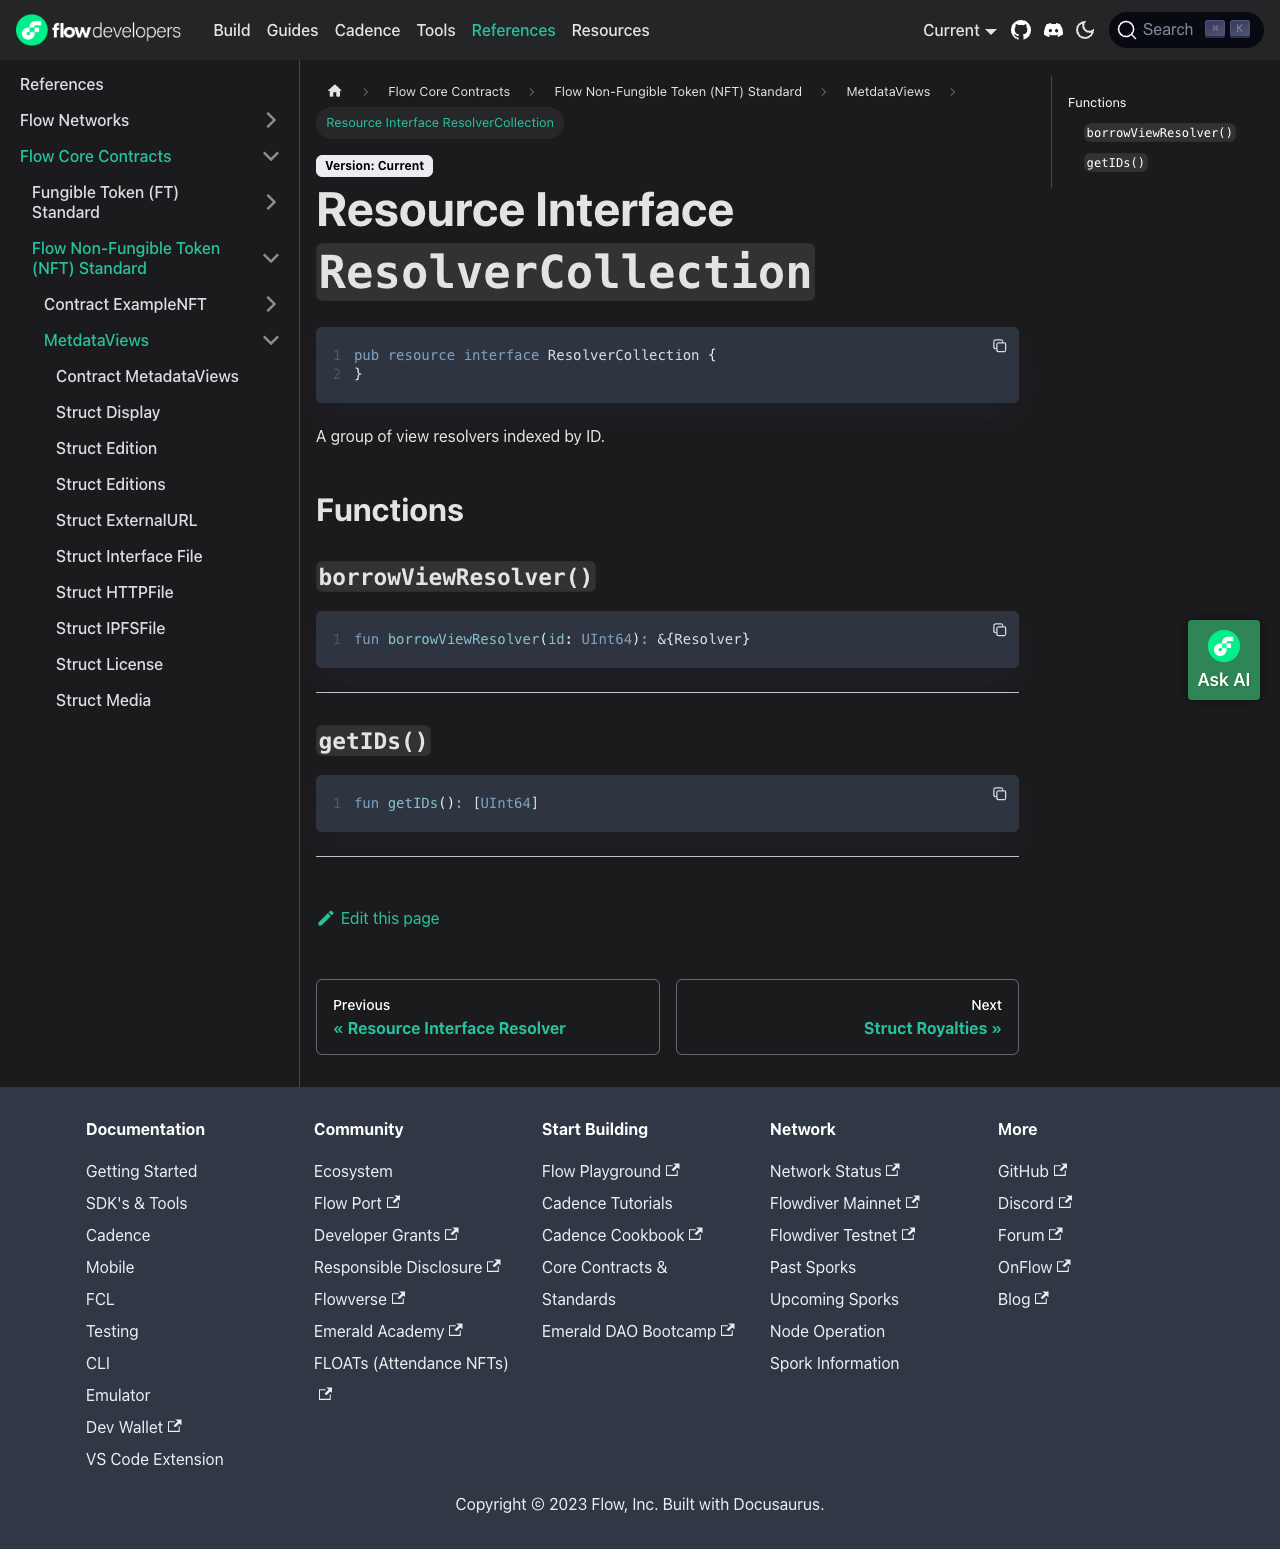 flowdevelopers
Build Guides Cadence Tools References Resources
Current
Search ⌘ K
References
Flow Networks
Flow Core Contracts
Fungible Token (FT)
Standard
Flow Non-Fungible Token
(NFT) Standard
Contract ExampleNFT
MetdataViews
Contract MetadataViews
Struct Display
Struct Edition
Struct Editions
Struct ExternalURL
Struct Interface File
Struct HTTPFile
Struct IPFSFile
Struct License
Struct Media
Flow Core Contracts
Flow Non-Fungible Token (NFT) Standard
MetdataViews
Resource Interface ResolverCollection
Version: Current
Resource Interface
ResolverCollection
1 pub resource interface ResolverCollection {
2 }
A group of view resolvers indexed by ID.
Functions
borrowViewResolver()
1 fun borrowViewResolver(id: UInt64): &{Resolver}
getIDs()
1 fun getIDs(): [UInt64]
Edit this page
Previous
« Resource Interface Resolver
Next
Struct Royalties »
Functions
borrowViewResolver()
getIDs()
Ask AI
Documentation
Getting Started
SDK's & Tools
Cadence
Mobile
FCL
Testing
CLI
Emulator
Dev Wallet
VS Code Extension
Community
Ecosystem
Flow Port
Developer Grants
Responsible Disclosure
Flowverse
Emerald Academy
FLOATs (Attendance NFTs)
Start Building
Flow Playground
Cadence Tutorials
Cadence Cookbook
Core Contracts &
Standards
Emerald DAO Bootcamp
Network
Network Status
Flowdiver Mainnet
Flowdiver Testnet
Past Sporks
Upcoming Sporks
Node Operation
Spork Information
More
GitHub
Discord
Forum
OnFlow
Blog
Copyright © 2023 Flow, Inc. Built with Docusaurus.